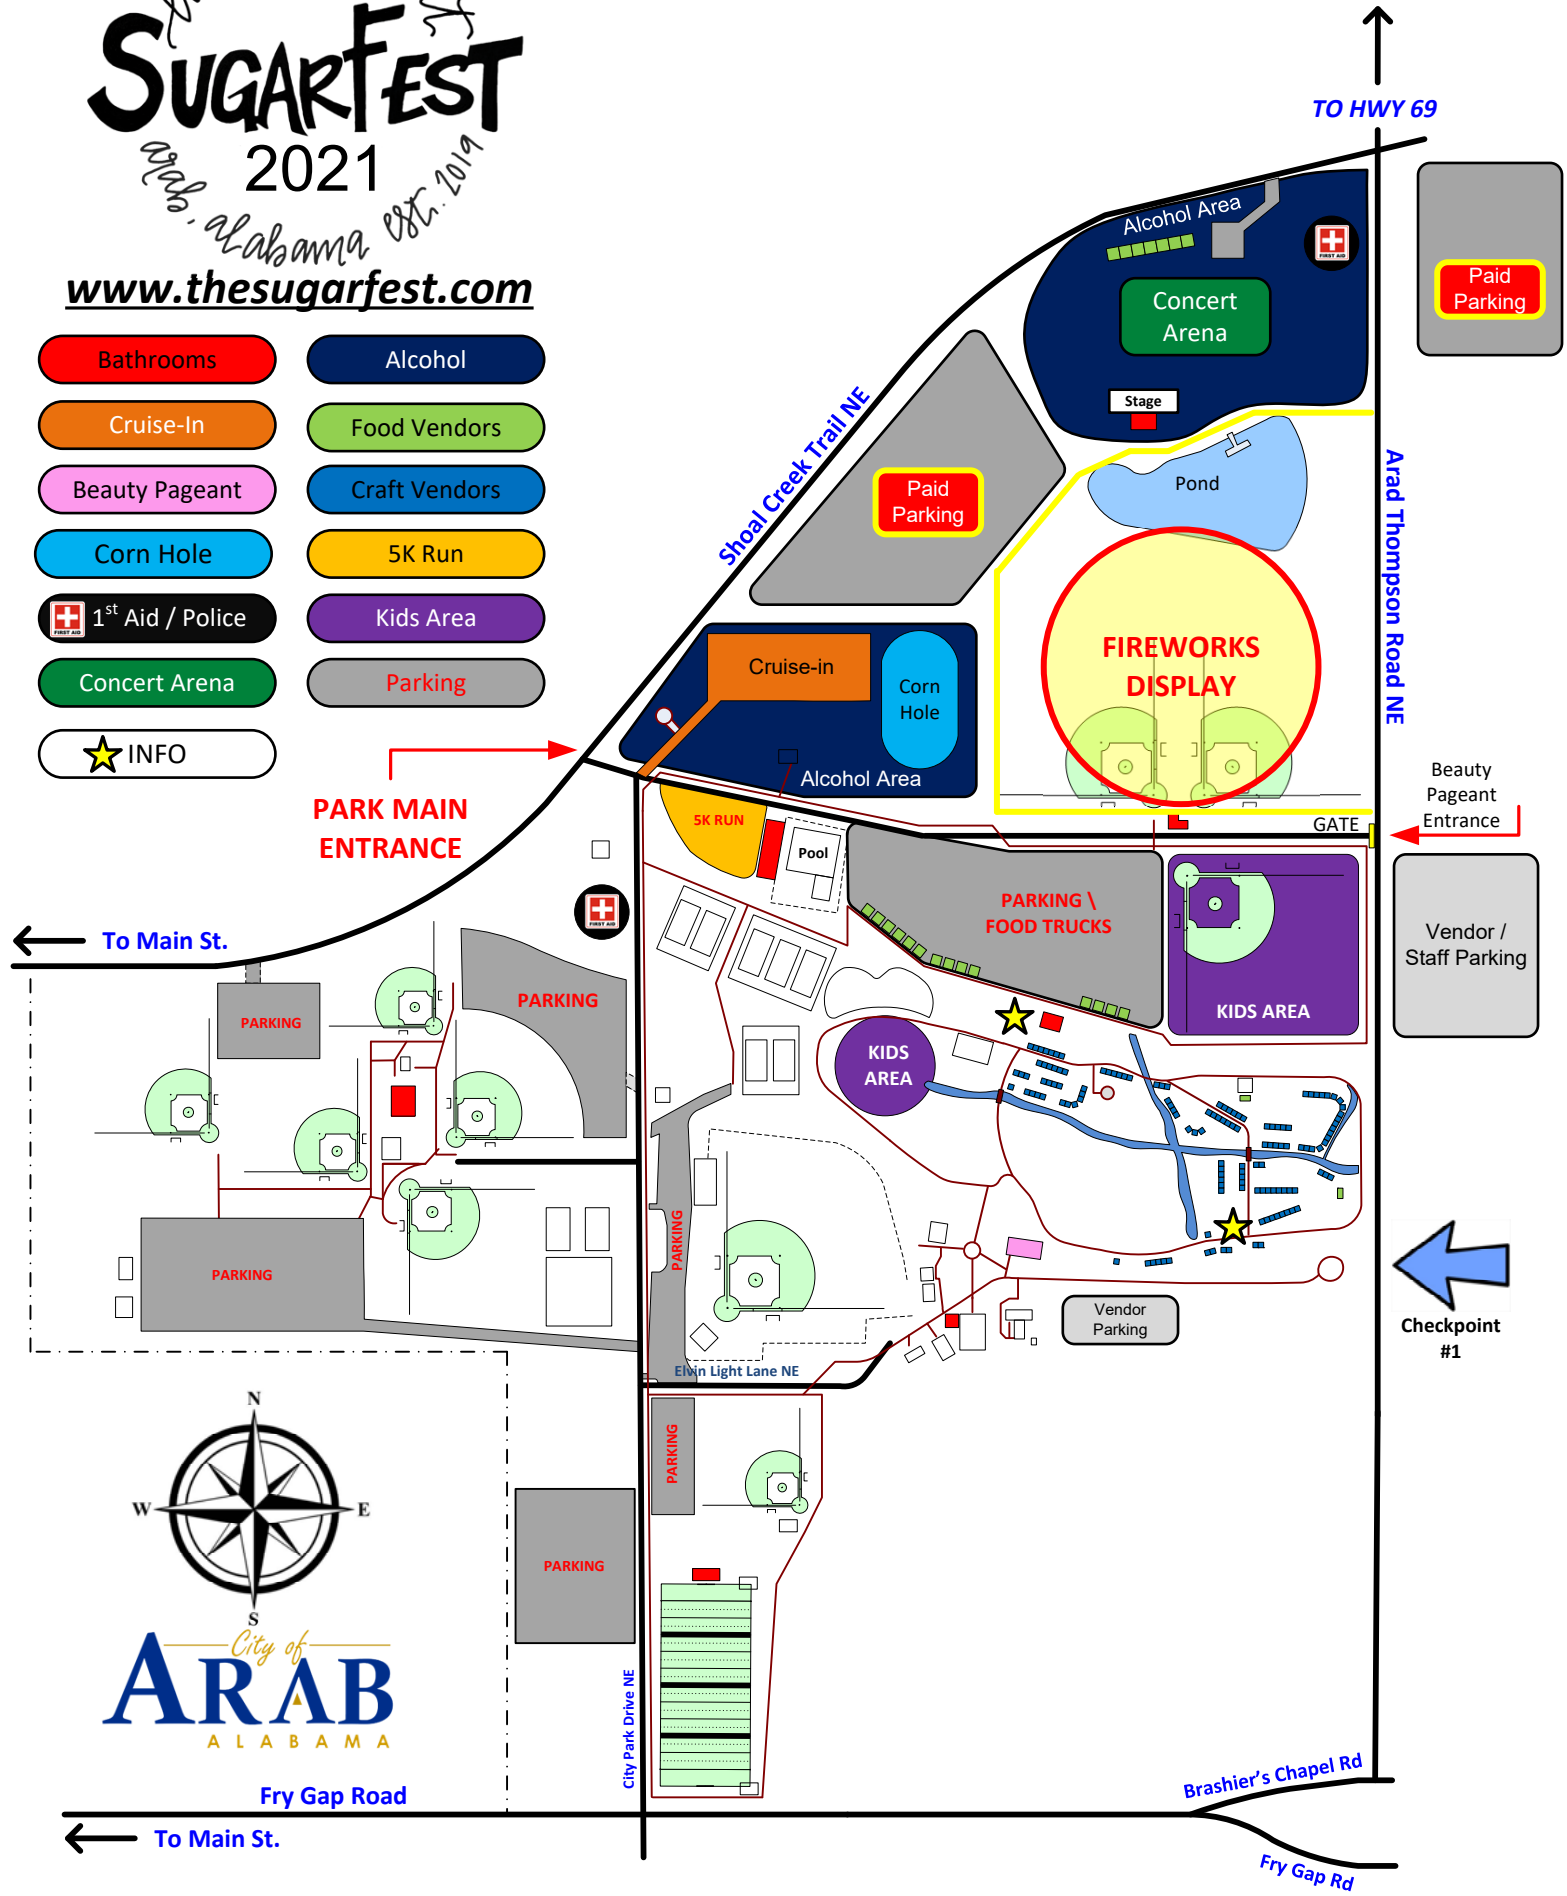 SUGARFEST
2021
arab, alabama est. 2019
www.thesugarfest.com
Bathrooms
Alcohol
Cruise-In
Food Vendors
Beauty Pageant
Craft Vendors
Corn Hole
5K Run
FIRST AID
1st Aid / Police
Kids Area
Concert Arena
Parking
INFO
TO HWY 69
Alcohol Area
FIRST AID
Concert
Arena
Stage
Paid
Parking
Shoal Creek Trail NE
Paid
Parking
Pond
Arad Thompson Road NE
FIREWORKS
DISPLAY
Cruise-in
Corn
Hole
Alcohol Area
PARK MAIN
ENTRANCE
5K RUN
Pool
GATE
Beauty
Pageant
Entrance
PARKING \
FOOD TRUCKS
KIDS AREA
Vendor /
Staff Parking
FIRST AID
To Main St.
PARKING
PARKING
KIDS
AREA
PARKING
PARKING
Vendor
Parking
Checkpoint
#1
Elvin Light Lane NE
PARKING
PARKING
N
W
E
S
City of
ARAB
ALABAMA
City Park Drive NE
Fry Gap Road
To Main St.
Brashier's Chapel Rd
Fry Gap Rd